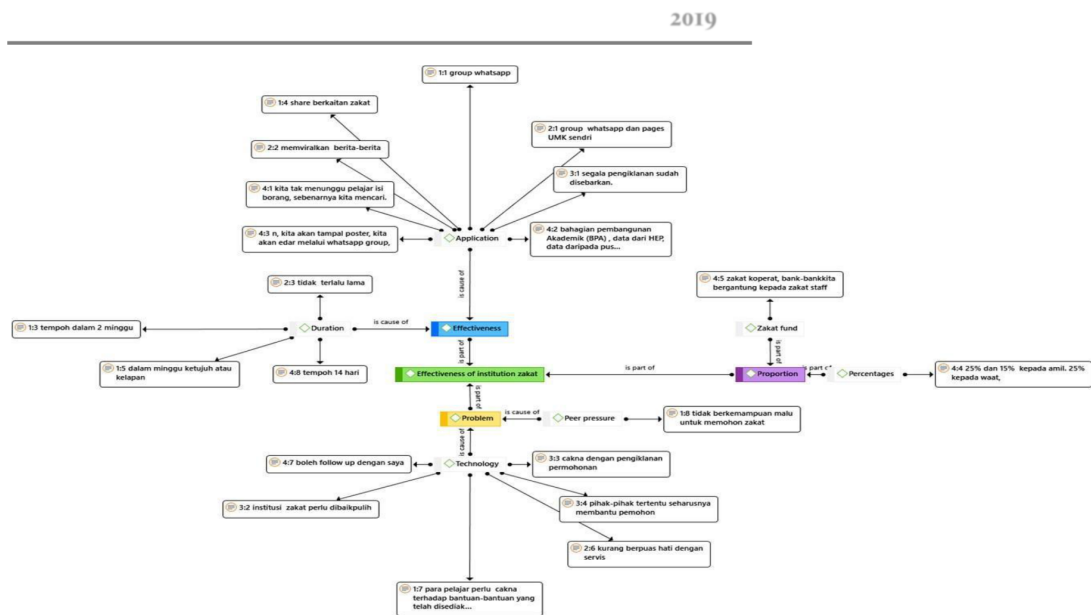 2019
1:1 group whatsapp
1:4 share berkaitan zakat
2:1 group whatsapp dan pages
UMK sendri
2:2 memviralkan berita-berita
3:1 segala pengiklanan sudah
disebarkan.
4:1 kita tak menunggu pelajar isi
borang, sebenarnya kita mencari.
4:3 n, kita akan tampal poster, kita
akan edar melalui whatsapp group,
Application
4:2 bahagian pembangunan
Akademik (BPA) , data dari HEP,
data daripada pus...
is cause of
2:3 tidak terlalu lama
4:5 zakat koperat, bank-bankkita
bergantung kepada zakat staff
1:3 tempoh dalam 2 minggu
Duration
is cause of
Effectiveness
Zakat fund
is part of
is part of
1:5 dalam minggu ketujuh atau
kelapan
4:8 tempoh 14 hari
Effectiveness of institution zakat
is part of
Proportion
is part of
Percentages
4:4 25% dan 15% kepada amil. 25%
kepada waat,
is part of
Problem
is cause of
Peer pressure
1:8 tidak berkemampuan malu
untuk memohon zakat
is cause of
4:7 boleh follow up dengan saya
Technology
3:3 cakna dengan pengiklanan
permohonan
3:2 institusi zakat perlu dibaikpulih
3:4 pihak-pihak tertentu seharusnya
membantu pemohon
2:6 kurang berpuas hati dengan
servis
1:7 para pelajar perlu cakna
terhadap bantuan-bantuan yang
telah disediak...